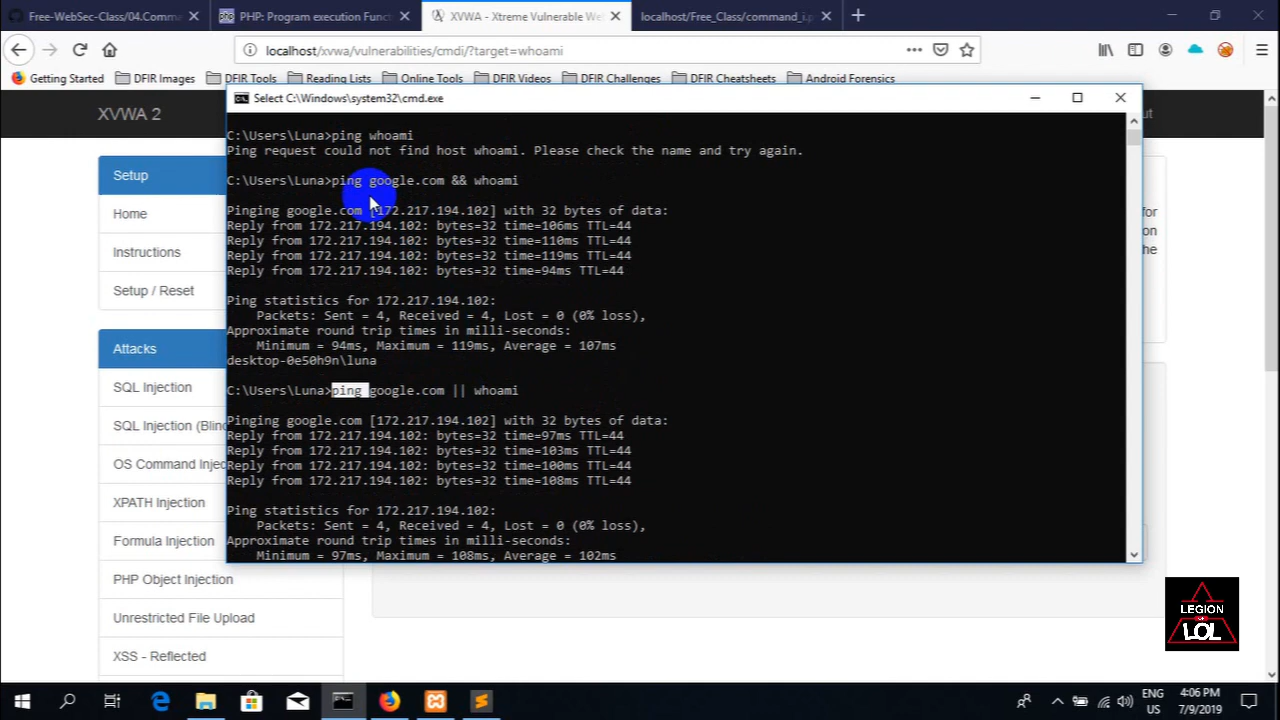 Free-WebSec-Class/04.Comma
PHP: Program execution Funct
XVWA - Xtreme Vulnerable We
localhost/Free_Class/command_i.p
localhost/xvwa/vulnerabilities/cmdi/?target=whoami
Getting Started
DFIR Images
DFIR Tools
Reading Lists
Online Tools
DFIR Videos
DFIR Challenges
DFIR Cheatsheets
Android Forensics
Select C:\Windows\system32\cmd.exe
XVWA 2
ut
Setup
Home
Instructions
Setup / Reset
Attacks
SQL Injection
SQL Injection (Blind
OS Command Injec
XPATH Injection
Formula Injection
PHP Object Injection
Unrestricted File Upload
XSS - Reflected
C:\Users\Luna>ping whoami
Ping request could not find host whoami. Please check the name and try again.
C:\Users\Luna>ping google.com && whoami
Pinging google.com [172.217.194.102] with 32 bytes of data:
Reply from 172.217.194.102: bytes=32 time=106ms TTL=44
Reply from 172.217.194.102: bytes=32 time=110ms TTL=44
Reply from 172.217.194.102: bytes=32 time=119ms TTL=44
Reply from 172.217.194.102: bytes=32 time=94ms TTL=44
Ping statistics for 172.217.194.102:
Packets: Sent = 4, Received = 4, Lost = 0 (0% loss),
Approximate round trip times in milli-seconds:
Minimum = 94ms, Maximum = 119ms, Average = 107ms
desktop-0e50h9n\luna
C:\Users\Luna>ping google.com || whoami
Pinging google.com [172.217.194.102] with 32 bytes of data:
Reply from 172.217.194.102: bytes=32 time=97ms TTL=44
Reply from 172.217.194.102: bytes=32 time=103ms TTL=44
Reply from 172.217.194.102: bytes=32 time=100ms TTL=44
Reply from 172.217.194.102: bytes=32 time=108ms TTL=44
Ping statistics for 172.217.194.102:
Packets: Sent = 4, Received = 4, Lost = 0 (0% loss),
Approximate round trip times in milli-seconds:
Minimum = 97ms, Maximum = 108ms, Average = 102ms
for
on
the
LEGION
OF
LOL
ENG
US
4:06 PM
7/9/2019